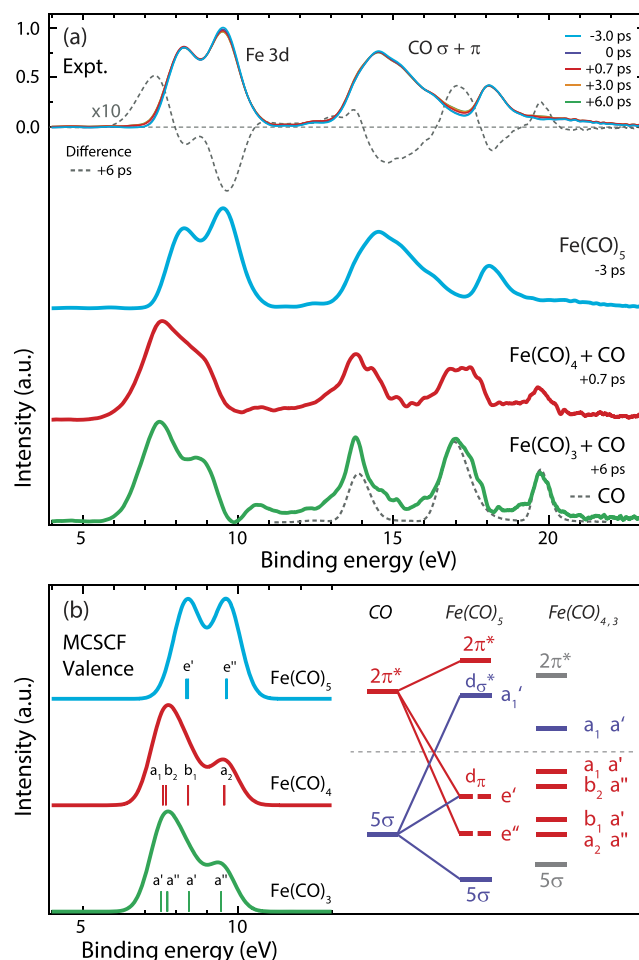 (a)
1.0
0.5
0.0
Expt.
Fe 3d
CO σ + π
-3.0 ps
0 ps
+0.7 ps
+3.0 ps
+6.0 ps
x10
Difference
+6 ps
Fe(CO)5
-3 ps
Fe(CO)4 + CO
+0.7 ps
Fe(CO)3 + CO
+6 ps
CO
Intensity (a.u.)
5
10
15
20
Binding energy (eV)
(b)
MCSCF
Valence
e'
e"
Fe(CO)5
a1
b2
b1
a2
Fe(CO)4
a'
a"
a'
a"
Fe(CO)3
Intensity (a.u.)
5
10
Binding energy (eV)
CO
Fe(CO)5
Fe(CO)4,3
2π*
2π*
2π*
dσ*
a1'
a1 a'
dπ
e'
a1 a'
b2 a"
5σ
e"
b1 a'
a2 a"
5σ
5σ